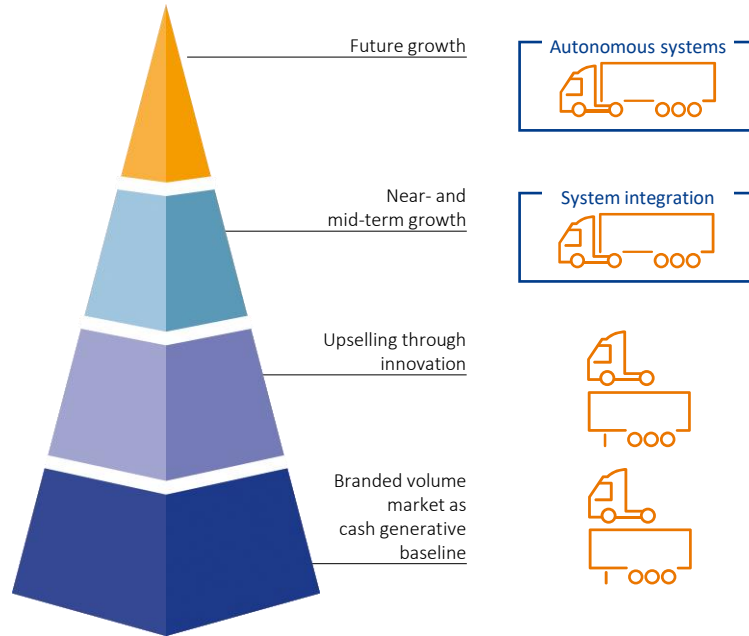 Future growth
Autonomous systems
Near- and
mid-term growth
System integration
Upselling through
innovation
Branded volume
market as
cash generative
baseline